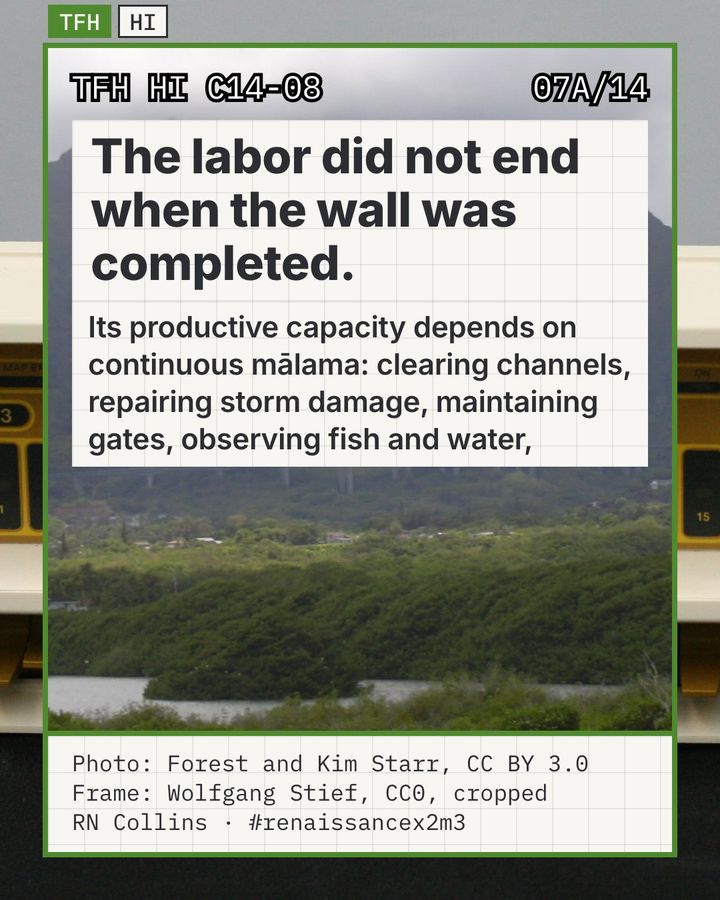 TFH HI
TFH HI C14-08 07A/14
The labor did not end
when the wall was
completed.
Its productive capacity depends on
continuous mālama: clearing channels,
repairing storm damage, maintaining
gates, observing fish and water,
3
15
Photo: Forest and Kim Starr, CC BY 3.0
Frame: Wolfgang Stief, CC0, cropped
RN Collins · #renaissancex2m3